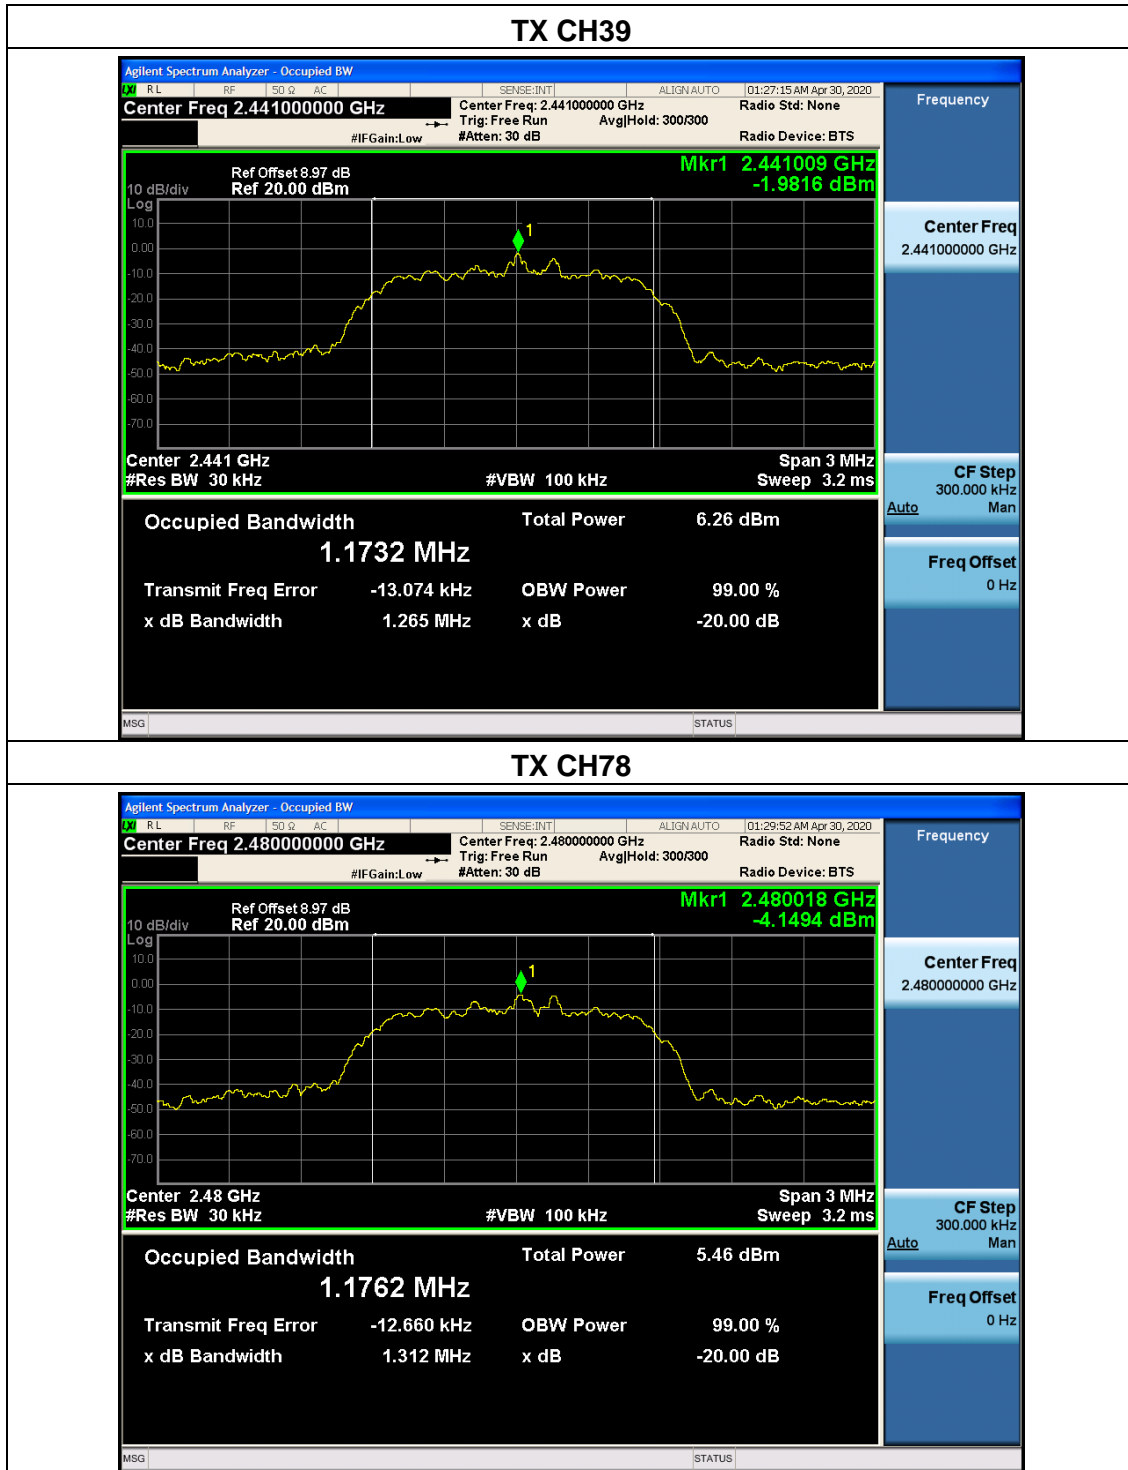 TX CH39
Agilent Spectrum Analyzer - Occupied BW
LXI RL RF 50 Ω AC SENSE:INT ALIGN AUTO 01:27:15 AM Apr 30, 2020
Center Freq 2.441000000 GHz Center Freq: 2.441000000 GHz Radio Std: None
Trig: Free Run Avg|Hold: 300/300
#IFGain:Low #Atten: 30 dB Radio Device: BTS
Frequency
Mkr1 2.441009 GHz
-1.9816 dBm
Ref Offset 8.97 dB
10 dB/div Ref 20.00 dBm
Log
10.0
0.00
-10.0
-20.0
-30.0
-40.0
-50.0
-60.0
-70.0
1
Center 2.441 GHz Span 3 MHz
#Res BW 30 kHz #VBW 100 kHz Sweep 3.2 ms
Occupied Bandwidth Total Power 6.26 dBm
1.1732 MHz
Transmit Freq Error -13.074 kHz OBW Power 99.00 %
x dB Bandwidth 1.265 MHz x dB -20.00 dB
Center Freq
2.441000000 GHz
CF Step
300.000 kHz
Auto Man
Freq Offset
0 Hz
MSG STATUS
TX CH78
Agilent Spectrum Analyzer - Occupied BW
LXI RL RF 50 Ω AC SENSE:INT ALIGN AUTO 01:29:52 AM Apr 30, 2020
Center Freq 2.480000000 GHz Center Freq: 2.480000000 GHz Radio Std: None
Trig: Free Run Avg|Hold: 300/300
#IFGain:Low #Atten: 30 dB Radio Device: BTS
Frequency
Mkr1 2.480018 GHz
-4.1494 dBm
Ref Offset 8.97 dB
10 dB/div Ref 20.00 dBm
Log
10.0
0.00
-10.0
-20.0
-30.0
-40.0
-50.0
-60.0
-70.0
1
Center 2.48 GHz Span 3 MHz
#Res BW 30 kHz #VBW 100 kHz Sweep 3.2 ms
Occupied Bandwidth Total Power 5.46 dBm
1.1762 MHz
Transmit Freq Error -12.660 kHz OBW Power 99.00 %
x dB Bandwidth 1.312 MHz x dB -20.00 dB
Center Freq
2.480000000 GHz
CF Step
300.000 kHz
Auto Man
Freq Offset
0 Hz
MSG STATUS